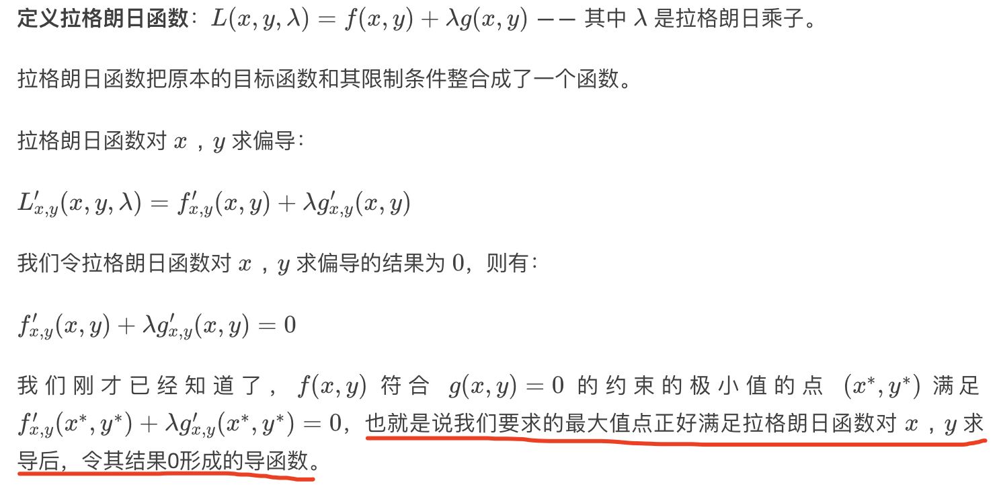 定义拉格朗日函数：L(x, y, λ) = f(x, y) + λg(x, y) −− 其中 λ 是拉格朗日乘子。
拉格朗日函数把原本的目标函数和其限制条件整合成了一个函数。
拉格朗日函数对 x , y 求偏导：
L′x,y(x, y, λ) = f′x,y(x, y) + λg′x,y(x, y)
我们令拉格朗日函数对 x , y 求偏导的结果为 0，则有：
f′x,y(x, y) + λg′x,y(x, y) = 0
我们刚才已经知道了，f(x, y) 符合 g(x, y) = 0 的约束的极小值的点 (x*, y*) 满足
f′x,y(x*, y*) + λg′x,y(x*, y*) = 0，也就是说我们要求的最大值点正好满足拉格朗日函数对 x , y 求
导后，令其结果0形成的导函数。